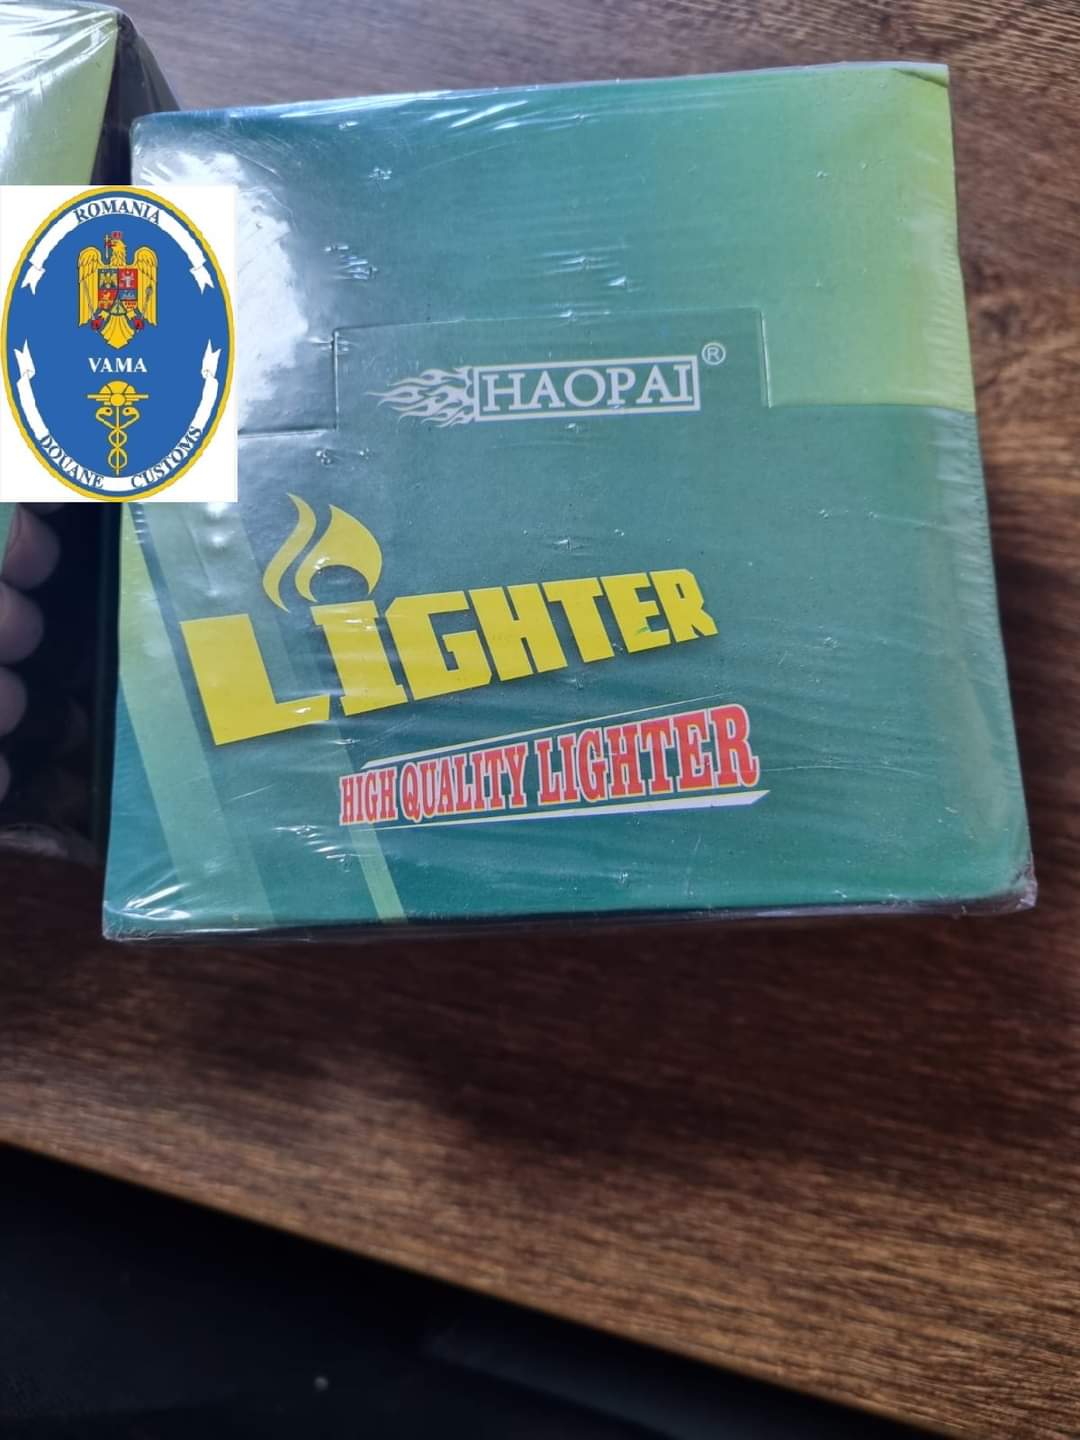 ROMANIA
VAMA
DOUANE CUSTOMS
HAOPAI ®
LIGHTER
HIGH QUALITY LIGHTER